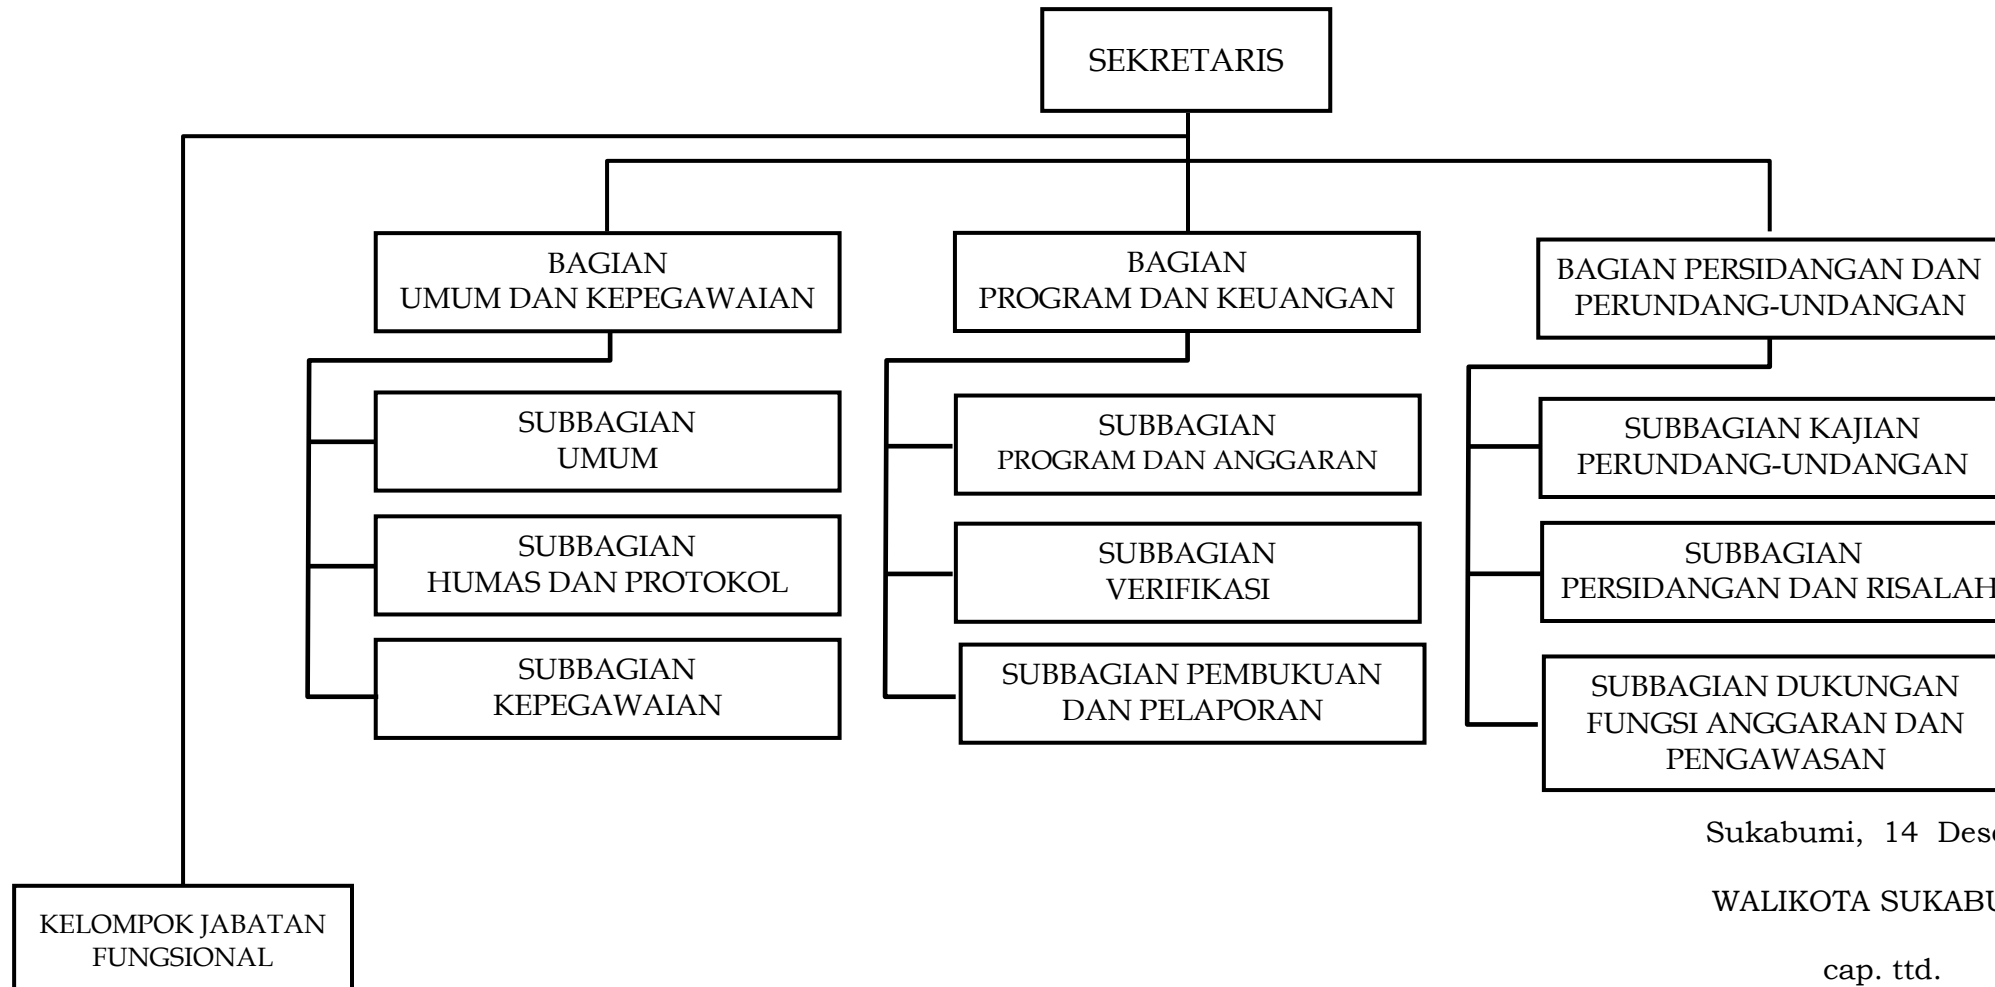 SEKRETARIS
BAGIAN
UMUM DAN KEPEGAWAIAN
BAGIAN
PROGRAM DAN KEUANGAN
BAGIAN PERSIDANGAN DAN
PERUNDANG-UNDANGAN
SUBBAGIAN
UMUM
SUBBAGIAN
HUMAS DAN PROTOKOL
SUBBAGIAN
KEPEGAWAIAN
SUBBAGIAN
PROGRAM DAN ANGGARAN
SUBBAGIAN
VERIFIKASI
SUBBAGIAN PEMBUKUAN
DAN PELAPORAN
SUBBAGIAN KAJIAN
PERUNDANG-UNDANGAN
SUBBAGIAN
PERSIDANGAN DAN RISALAH
SUBBAGIAN DUKUNGAN
FUNGSI ANGGARAN DAN
PENGAWASAN
KELOMPOK JABATAN
FUNGSIONAL
Sukabumi, 14
WALIKOTA
cap. ttd.